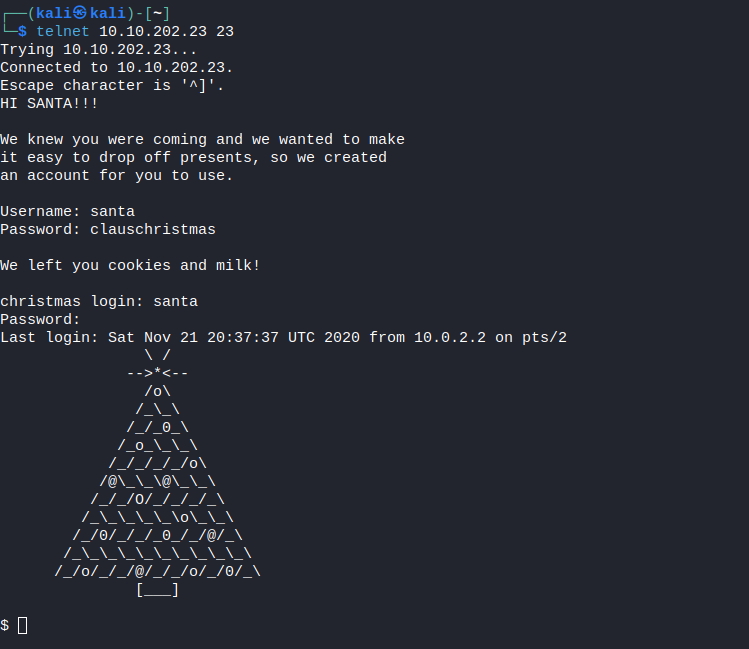 ┌──(kali㉿kali)-[~]
└─$ telnet 10.10.202.23 23
Trying 10.10.202.23...
Connected to 10.10.202.23.
Escape character is '^]'.
HI SANTA!!!

We knew you were coming and we wanted to make
it easy to drop off presents, so we created
an account for you to use.

Username: santa
Password: clauschristmas

We left you cookies and milk!

christmas login: santa
Password:
Last login: Sat Nov 21 20:37:37 UTC 2020 from 10.0.2.2 on pts/2
                \ /
              -->*<--
                /o\
               /_\_\
              /_/_0_\
             /_o_\_\_\
            /_/_/_/_/o\
           /@\_\_\@\_\_\
          /_/_/O/_/_/_/_\
         /_\_\_\_\_\o\_\_\
        /_/0/_/_/_0_/_/@/_\
       /_\_\_\_\_\_\_\_\_\_\
      /_/o/_/_/@/_/_/o/_/0/_\
               [___]

$